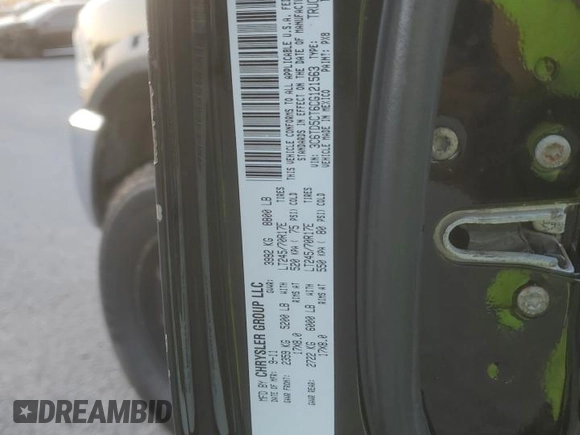 MFD BY CHRYSLER GROUP LLC
DATE OF MFR: 9-11 GVWR: 3992 KG 8800 LB
GAWR FRONT: 2359 KG 5200 LB WITH LT245/70R17E TIRES
17X8.0 RIMS AT 520 KPA ( 75 PSI) COLD
GAWR REAR: 2722 KG 6000 LB WITH LT245/70R17E TIRES
17X8.0 RIMS AT 550 KPA ( 80 PSI) COLD
THIS VEHICLE CONFORMS TO ALL APPLICABLE U.S.A. FEDE
STANDARDS IN EFFECT ON THE DATE OF MANUFACTUR
VIN: 3C6TD5CT6CG121563 TYPE: TRUC
VEHICLE MADE IN MEXICO PAINT: PX8
DREAMBID